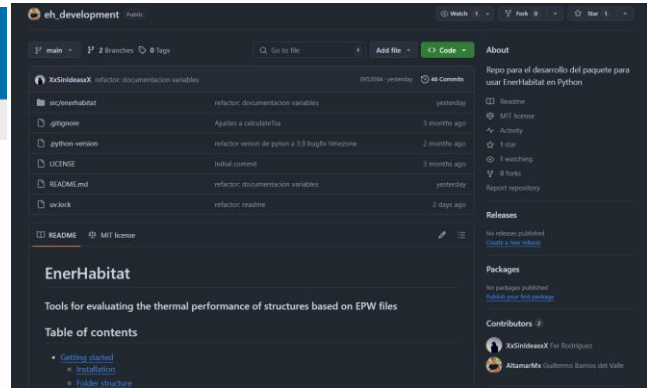 eh_development Public
Watch 1 Fork 0 Star 1
main 2 Branches 0 Tags Go to file Add file Code
XxSinIdeasxX refactor: documentacion variables yesterday 46 Commits
src/enerhabitat refactor: documentacion variables yesterday
.gitignore Ajustes a calculateTsa 3 months ago
.python-version refactor verion de pyton a 3.9 bugfix timezone 2 months ago
LICENSE Initial commit 3 months ago
README.md refactor: documentacion variables yesterday
uv.lock refactor: readme 2 days ago
README MIT license
EnerHabitat
Tools for evaluating the thermal performance of structures based on EPW files
Table of contents
Getting started
Installation
Folder structure
About
Repo para el desarrollo del paquete para
usar EnerHabitat en Python
Readme
MIT license
Activity
1 star
1 watching
0 forks
Report repository
Releases
No releases published
Create a new release
Packages
No packages published
Publish your first package
Contributors 2
XxSinIdeasxX Fer Rodriguez
AltamarMx Guillermo Barrios del Valle